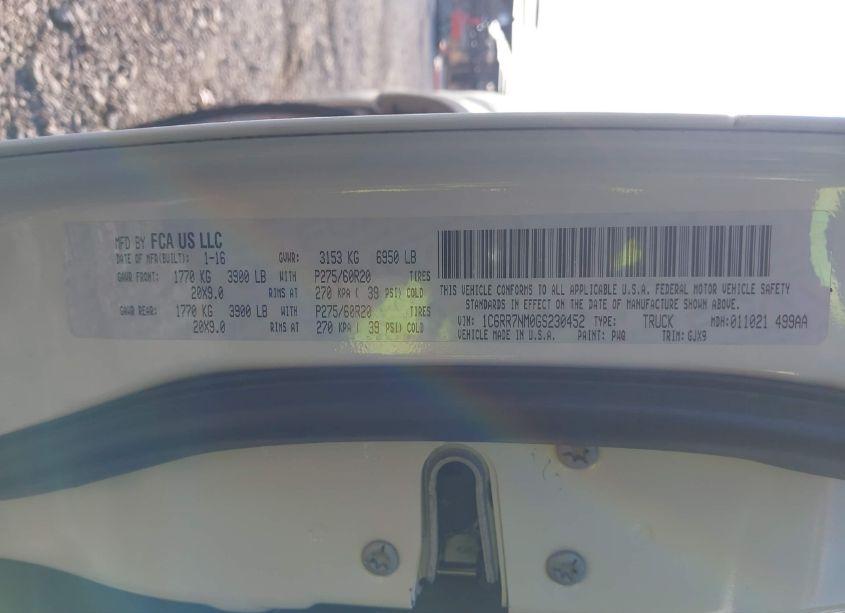 MFD BY FCA US LLC
DATE OF MFR(BUILT): 1-16 GVWR: 3153 KG 6950 LB
GAWR FRONT: 1770 KG 3900 LB WITH P275/60R20 TIRES
20X9.0 RIMS AT 270 KPA ( 39 PSI) COLD
GAWR REAR: 1770 KG 3900 LB WITH P275/60R20 TIRES
20X9.0 RIMS AT 270 KPA ( 39 PSI) COLD
THIS VEHICLE CONFORMS TO ALL APPLICABLE U.S.A. FEDERAL MOTOR VEHICLE SAFETY
STANDARDS IN EFFECT ON THE DATE OF MANUFACTURE SHOWN ABOVE.
VIN: 1C6RR7NM0GS230452 TYPE: TRUCK MDH: 011021 499AA
VEHICLE MADE IN U.S.A. PAINT: PWQ TRIM: GJX9